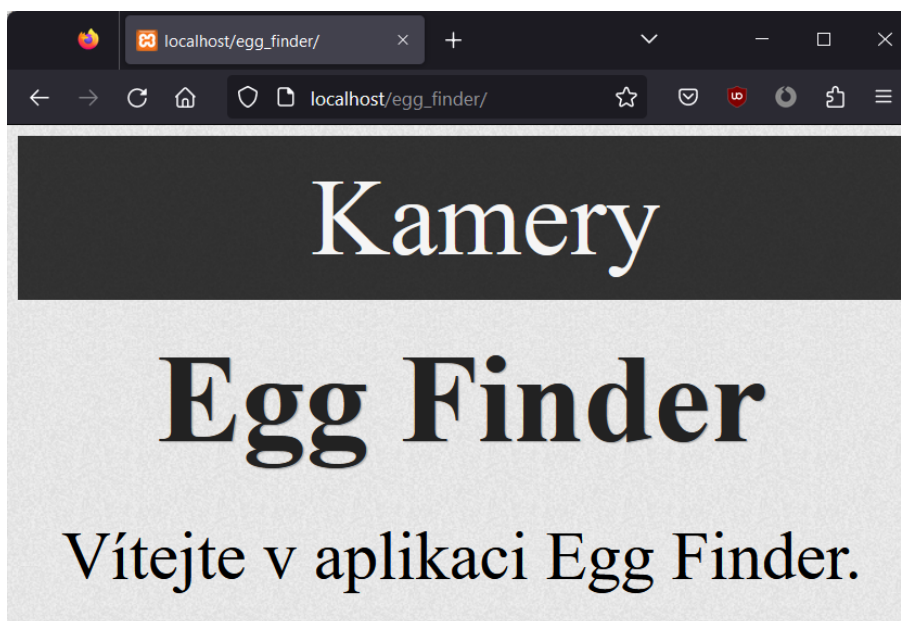 localhost/egg_finder/
localhost/egg_finder/
Kamery
Egg Finder
Vítejte v aplikaci Egg Finder.